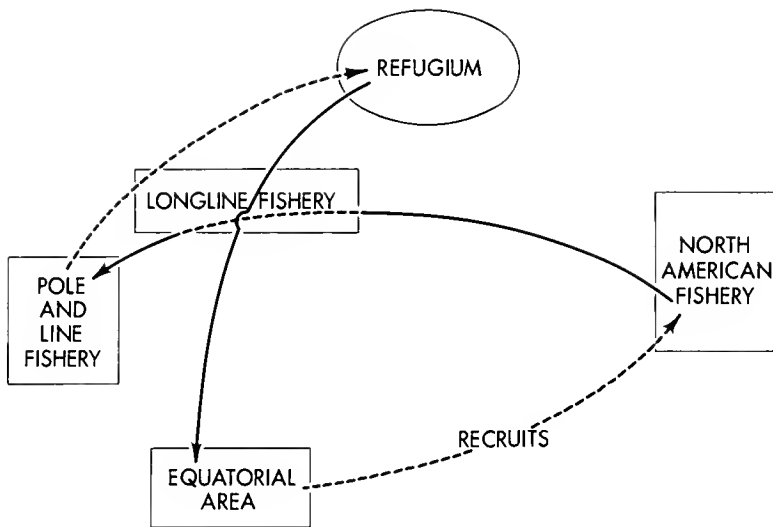 REFUGIUM
LONGLINE FISHERY
NORTH
AMERICAN
FISHERY
POLE
AND
LINE
FISHERY
RECRUITS
EQUATORIAL
AREA